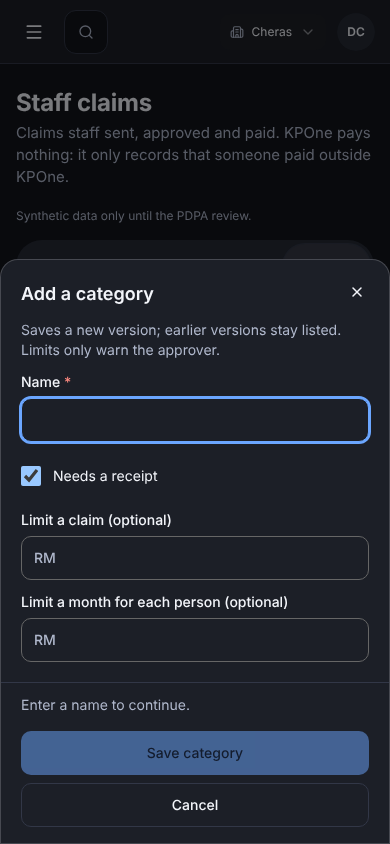 Cheras
DC
Staff claims
Claims staff sent, approved and paid. KPOne pays
nothing: it only records that someone paid outside
KPOne.
Synthetic data only until the PDPA review.
Add a category
Saves a new version; earlier versions stay listed.
Limits only warn the approver.
Name *
Needs a receipt
Limit a claim (optional)
RM
Limit a month for each person (optional)
RM
Enter a name to continue.
Save category
Cancel